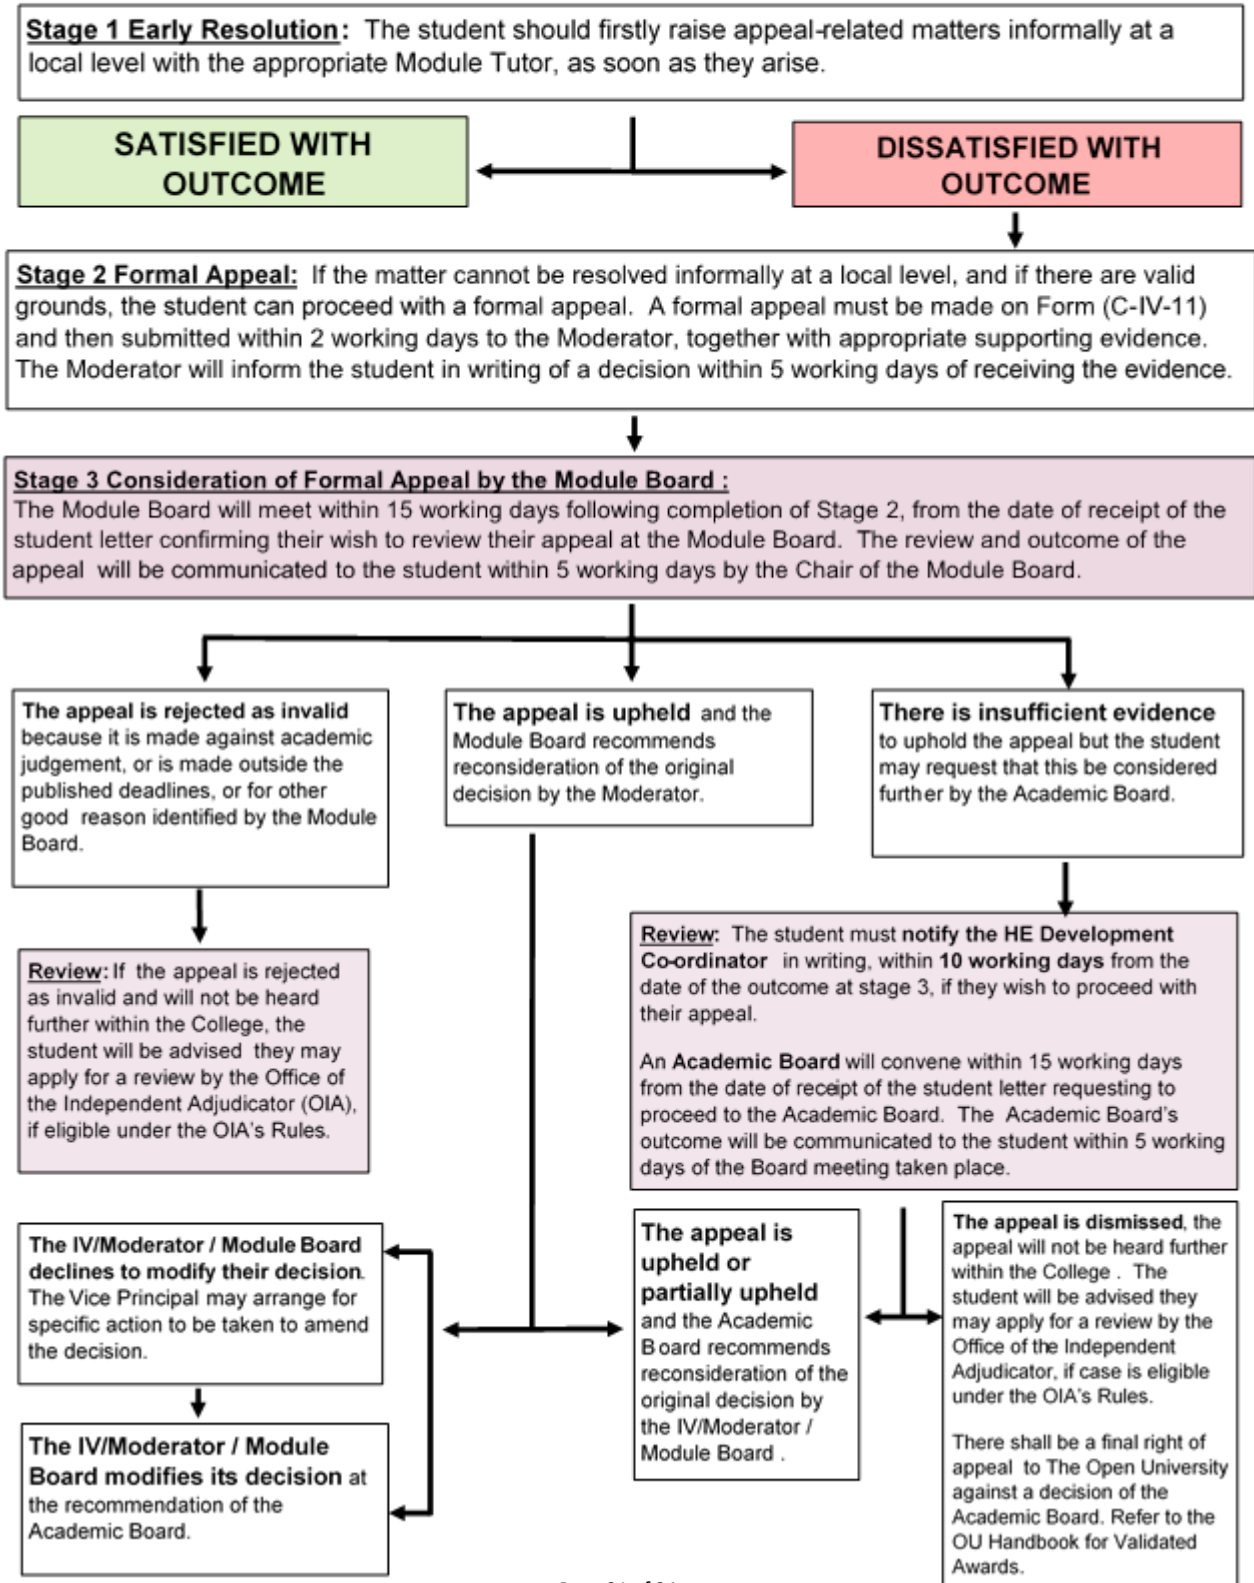 Stage 1 Early Resolution: The student should firstly raise appeal-related matters informally at a
local level with the appropriate Module Tutor, as soon as they arise.
SATISFIED WITH
OUTCOME
DISSATISFIED WITH
OUTCOME
Stage 2 Formal Appeal: If the matter cannot be resolved informally at a local level, and if there are valid
grounds, the student can proceed with a formal appeal. A formal appeal must be made on Form (C-IV-11)
and then submitted within 2 working days to the Moderator, together with appropriate supporting evidence.
The Moderator will inform the student in writing of a decision within 5 working days of receiving the evidence.
Stage 3 Consideration of Formal Appeal by the Module Board :
The Module Board will meet within 15 working days following completion of Stage 2, from the date of receipt of the
student letter confirming their wish to review their appeal at the Module Board. The review and outcome of the
appeal will be communicated to the student within 5 working days by the Chair of the Module Board.
The appeal is rejected as invalid
because it is made against academic
judgement, or is made outside the
published deadlines, or for other
good reason identified by the Module
Board.
The appeal is upheld and the
Module Board recommends
reconsideration of the original
decision by the Moderator.
There is insufficient evidence
to uphold the appeal but the student
may request that this be considered
further by the Academic Board.
Review: If the appeal is rejected
as invalid and will not be heard
further within the College, the
student will be advised they may
apply for a review by the Office of
the Independent Adjudicator (OIA),
if eligible under the OIA's Rules.
Review: The student must notify the HE Development
Co-ordinator in writing, within 10 working days from the
date of the outcome at stage 3, if they wish to proceed with
their appeal.
An Academic Board will convene within 15 working days
from the date of receipt of the student letter requesting to
proceed to the Academic Board. The Academic Board's
outcome will be communicated to the student within 5 working
days of the Board meeting taken place.
The IV/Moderator / Module Board
declines to modify their decision.
The Vice Principal may arrange for
specific action to be taken to amend
the decision.
The IV/Moderator / Module
Board modifies its decision at
the recommendation of the
Academic Board.
The appeal is
upheld or
partially upheld
and the Academic
Board recommends
reconsideration of the
original decision by
the IV/Moderator /
Module Board .
The appeal is dismissed, the
appeal will not be heard further
within the College . The
student will be advised they
may apply for a review by the
Office of the Independent
Adjudicator, if case is eligible
under the OIA's Rules.
There shall be a final right of
appeal to The Open University
against a decision of the
Academic Board. Refer to the
OU Handbook for Validated
Awards.